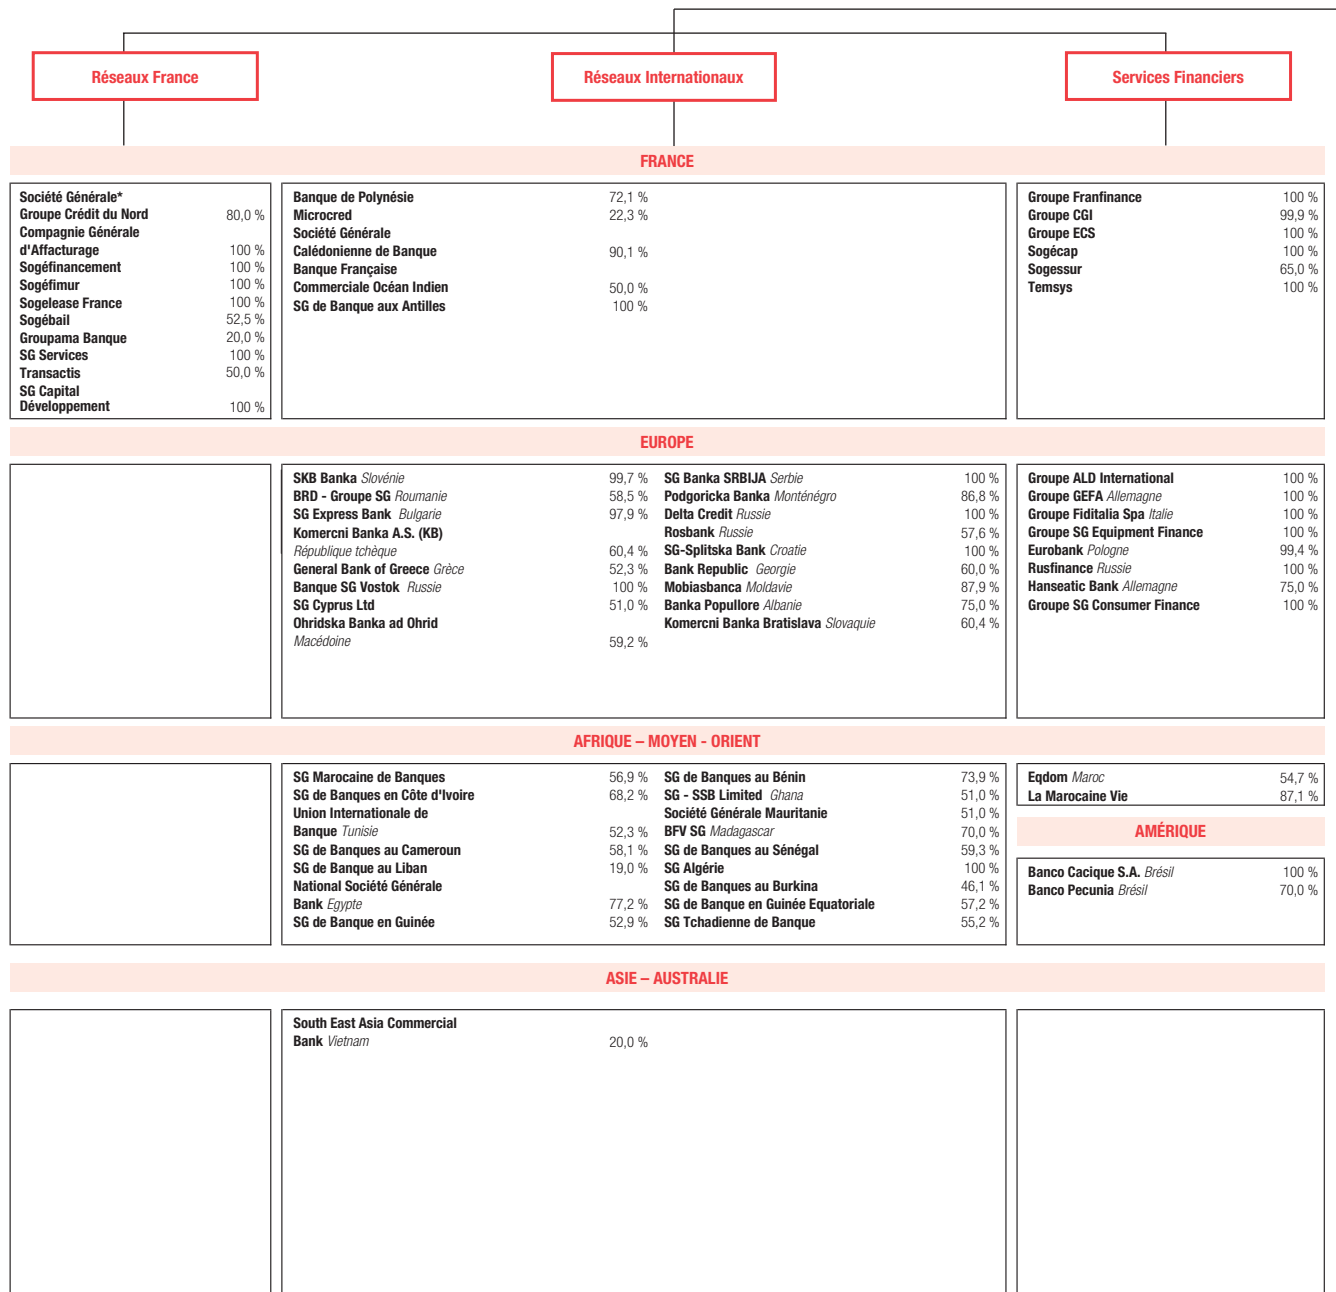 Réseaux France
Réseaux Internationaux
Services Financiers
FRANCE
Société Générale*
Groupe Crédit du Nord 80,0 %
Compagnie Générale
d'Affacturage 100 %
Sogéfinancement 100 %
Sogéfimur 100 %
Sogelease France 100 %
Sogébail 52,5 %
Groupama Banque 20,0 %
SG Services 100 %
Transactis 50,0 %
SG Capital
Développement 100 %
Banque de Polynésie 72,1 %
Microcred 22,3 %
Société Générale
Calédonienne de Banque 90,1 %
Banque Française
Commerciale Océan Indien 50,0 %
SG de Banque aux Antilles 100 %
Groupe Franfinance 100 %
Groupe CGI 99,9 %
Groupe ECS 100 %
Sogécap 100 %
Sogessur 65,0 %
Temsys 100 %
EUROPE
SKB Banka Slovénie 99,7 %
BRD - Groupe SG Roumanie 58,5 %
SG Express Bank Bulgarie 97,9 %
Komercni Banka A.S. (KB)
République tchèque 60,4 %
General Bank of Greece Grèce 52,3 %
Banque SG Vostok Russie 100 %
SG Cyprus Ltd 51,0 %
Ohridska Banka ad Ohrid
Macédoine 59,2 %
SG Banka SRBIJA Serbie 100 %
Podgoricka Banka Monténégro 86,8 %
Delta Credit Russie 100 %
Rosbank Russie 57,6 %
SG-Splitska Bank Croatie 100 %
Bank Republic Georgie 60,0 %
Mobiasbanca Moldavie 87,9 %
Banka Popullore Albanie 75,0 %
Komercni Banka Bratislava Slovaquie 60,4 %
Groupe ALD International 100 %
Groupe GEFA Allemagne 100 %
Groupe Fiditalia Spa Italie 100 %
Groupe SG Equipment Finance 100 %
Eurobank Pologne 99,4 %
Rusfinance Russie 100 %
Hanseatic Bank Allemagne 75,0 %
Groupe SG Consumer Finance 100 %
AFRIQUE – MOYEN - ORIENT
SG Marocaine de Banques 56,9 %
SG de Banques en Côte d'Ivoire 68,2 %
Union Internationale de
Banque Tunisie 52,3 %
SG de Banques au Cameroun 58,1 %
SG de Banque au Liban 19,0 %
National Société Générale
Bank Egypte 77,2 %
SG de Banque en Guinée 52,9 %
SG de Banques au Bénin 73,9 %
SG - SSB Limited Ghana 51,0 %
Société Générale Mauritanie 51,0 %
BFV SG Madagascar 70,0 %
SG de Banques au Sénégal 59,3 %
SG Algérie 100 %
SG de Banques au Burkina 46,1 %
SG de Banque en Guinée Equatoriale 57,2 %
SG Tchadienne de Banque 55,2 %
Eqdom Maroc 54,7 %
La Marocaine Vie 87,1 %
AMÉRIQUE
Banco Cacique S.A. Brésil 100 %
Banco Pecunia Brésil 70,0 %
ASIE – AUSTRALIE
South East Asia Commercial
Bank Vietnam 20,0 %